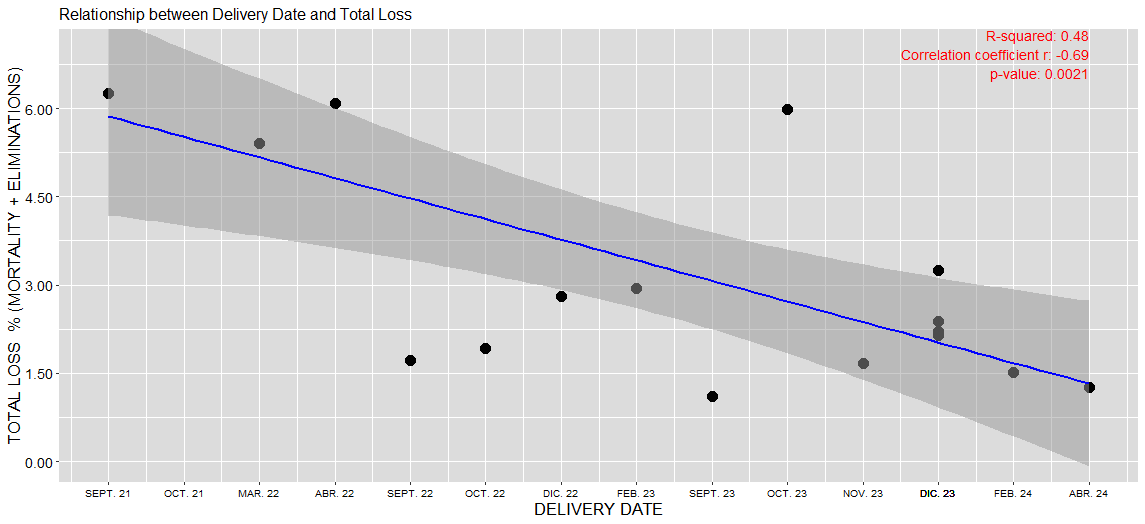 Relationship between Delivery Date and Total Loss
R-squared: 0.48
Correlation coefficient r: -0.69
p-value: 0.0021
TOTAL LOSS % (MORTALITY + ELIMINATIONS)
6.00
4.50
3.00
1.50
0.00
SEPT. 21 OCT. 21 MAR. 22 ABR. 22 SEPT. 22 OCT. 22 DIC. 22 FEB. 23 SEPT. 23 OCT. 23 NOV. 23 DIC. 23 FEB. 24 ABR. 24
DELIVERY DATE